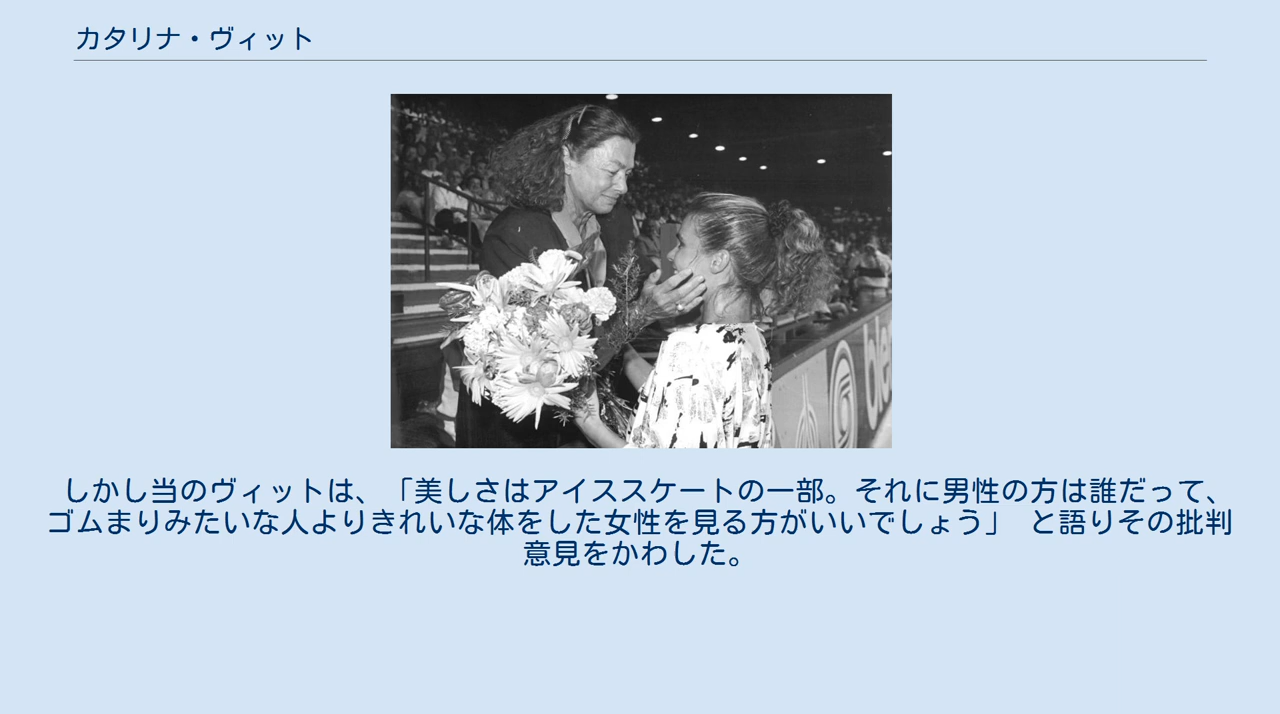 カタリナ・ヴィット
しかし当のヴィットは、「美しさはアイススケートの一部。それに男性の方は誰だって、
ゴムまりみたいな人よりきれいな体をした女性を見る方がいいでしょう」 と語りその批判
意見をかわした。